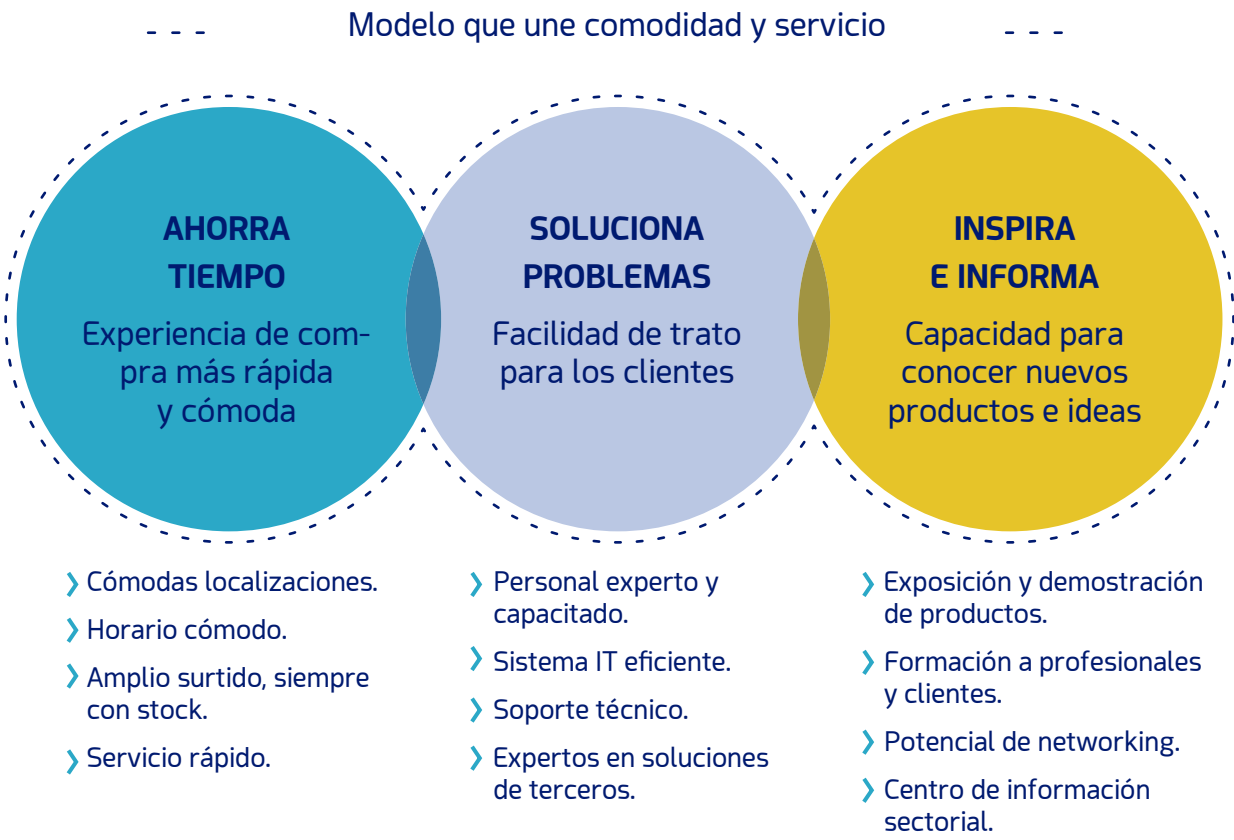 Modelo que une comodidad y servicio
AHORRA
TIEMPO
Experiencia de com-
pra más rápida
y cómoda
SOLUCIONA
PROBLEMAS
Facilidad de trato
para los clientes
INSPIRA
E INFORMA
Capacidad para
conocer nuevos
productos e ideas
Cómodas localizaciones.
Horario cómodo.
Amplio surtido, siempre
con stock.
Servicio rápido.
Personal experto y
capacitado.
Sistema IT eficiente.
Soporte técnico.
Expertos en soluciones
de terceros.
Exposición y demostración
de productos.
Formación a profesionales
y clientes.
Potencial de networking.
Centro de información
sectorial.